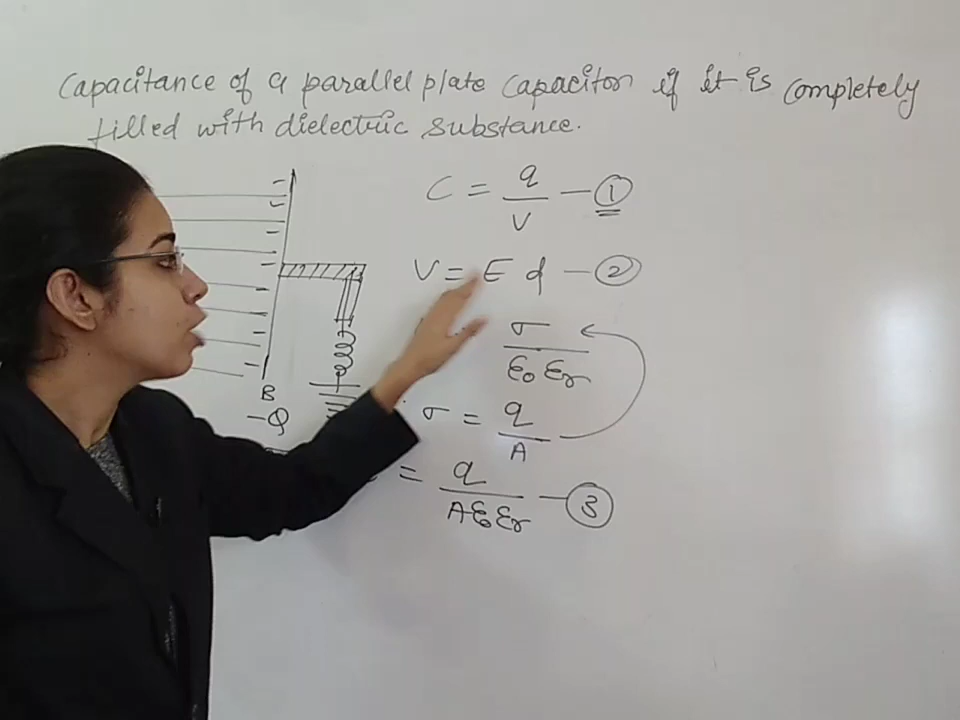 Capacitance of a parallel plate capacitor if it is completely
filled with dielectric substance.
C = q/V — ①
V = E d — ②
σ/ε₀ εr
σ = q/A
= q/Aε₀εr — ③
B
-Q